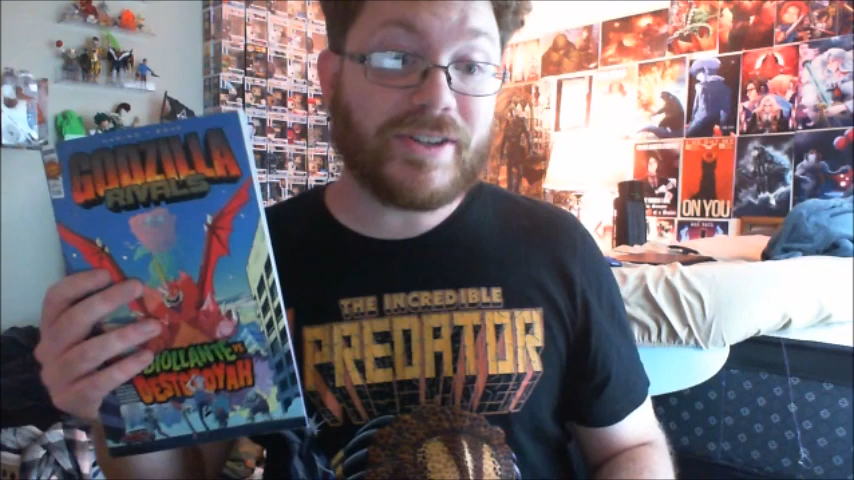 GODZILLA
RIVALS
BIOLLANTE VS.
DESTOROYAH
THE INCREDIBLE
PREDATOR
ON YOU